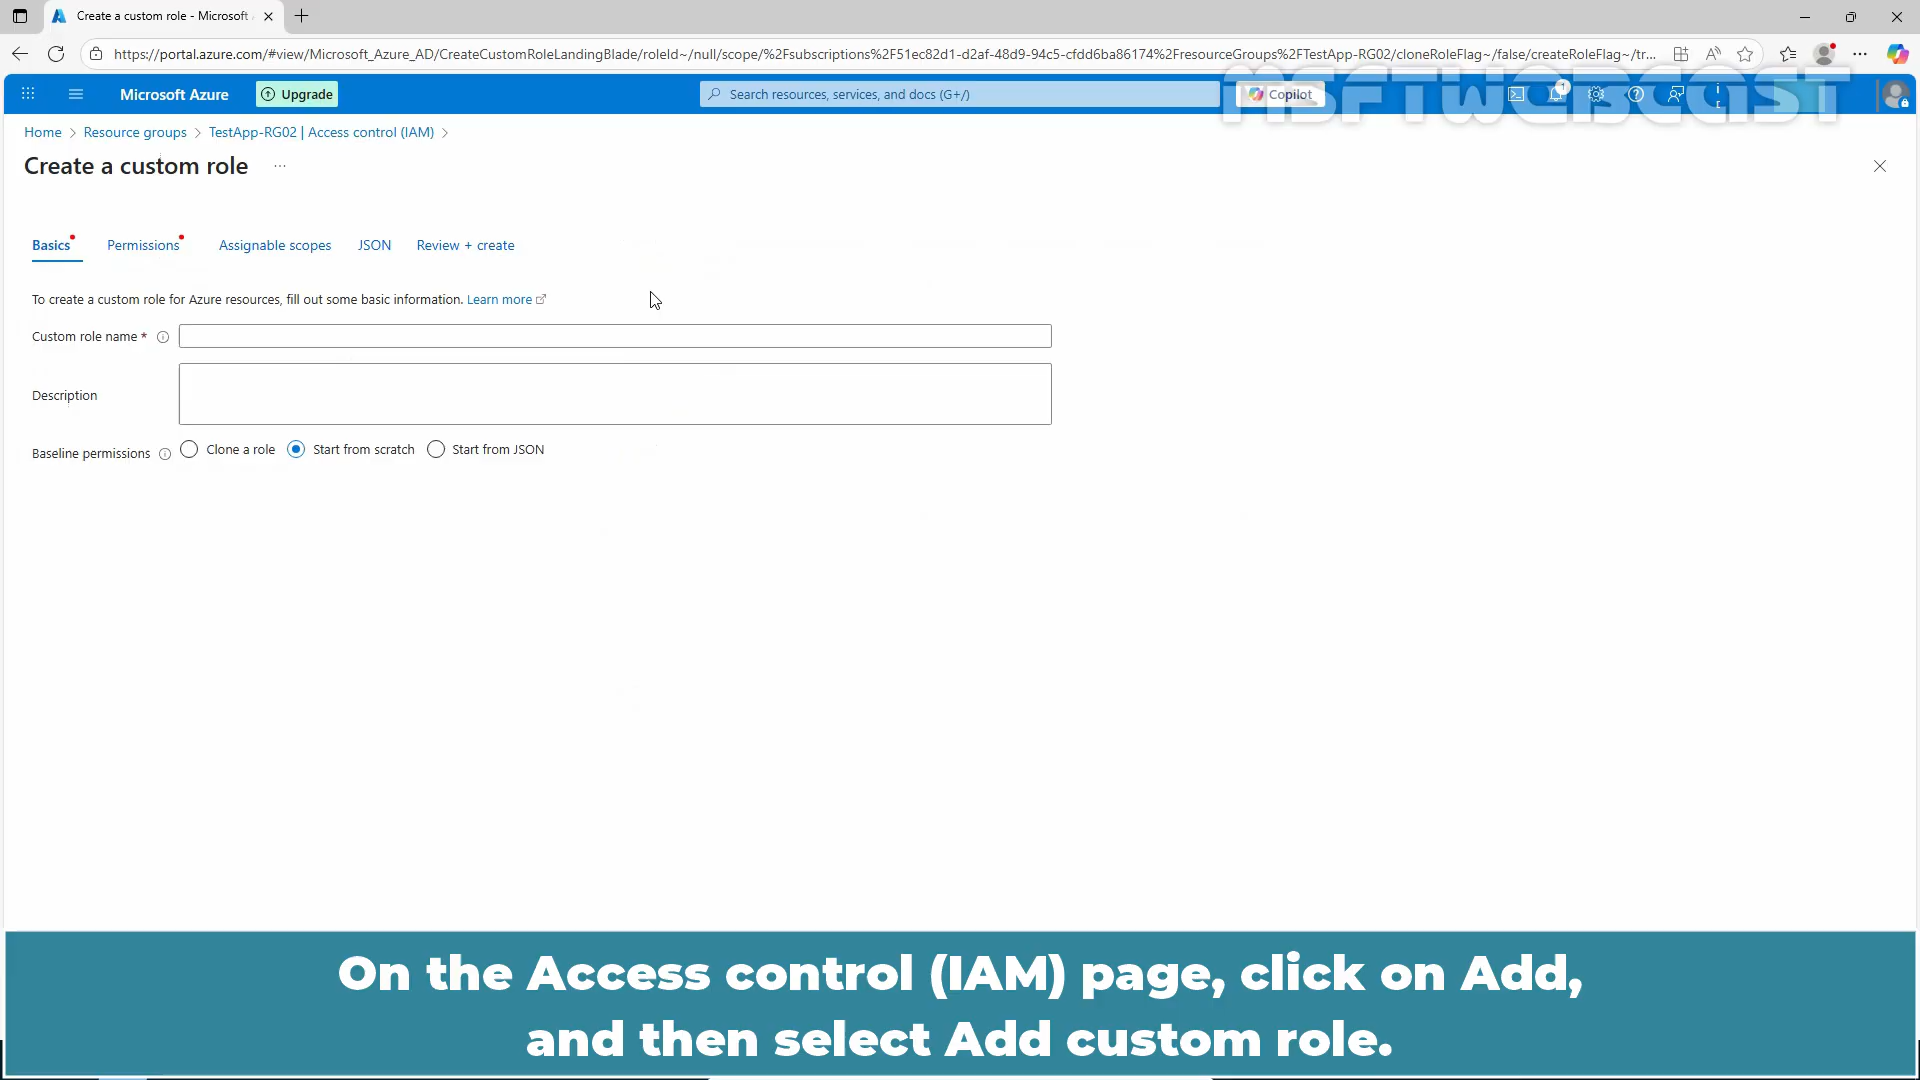 Create a custom role - Microsoft
https://portal.azure.com/#view/Microsoft_Azure_AD/CreateCustomRoleLandingBlade/roleId~/null/scope/%2Fsubscriptions%2F51ec82d1-d2af-48d9-94c5-cfdd6ba86174%2FresourceGroups%2FTestApp-RG02/cloneRoleFlag~/false/createRoleFlag~/tr...
Microsoft Azure
Upgrade
Search resources, services, and docs (G+/)
Copilot
1
MSFTWEBCAST
Home > Resource groups > TestApp-RG02 | Access control (IAM) >
Create a custom role ...
Basics Permissions Assignable scopes JSON Review + create
To create a custom role for Azure resources, fill out some basic information. Learn more
Custom role name *
Description
Baseline permissions Clone a role Start from scratch Start from JSON
On the Access control (IAM) page, click on Add,
and then select Add custom role.